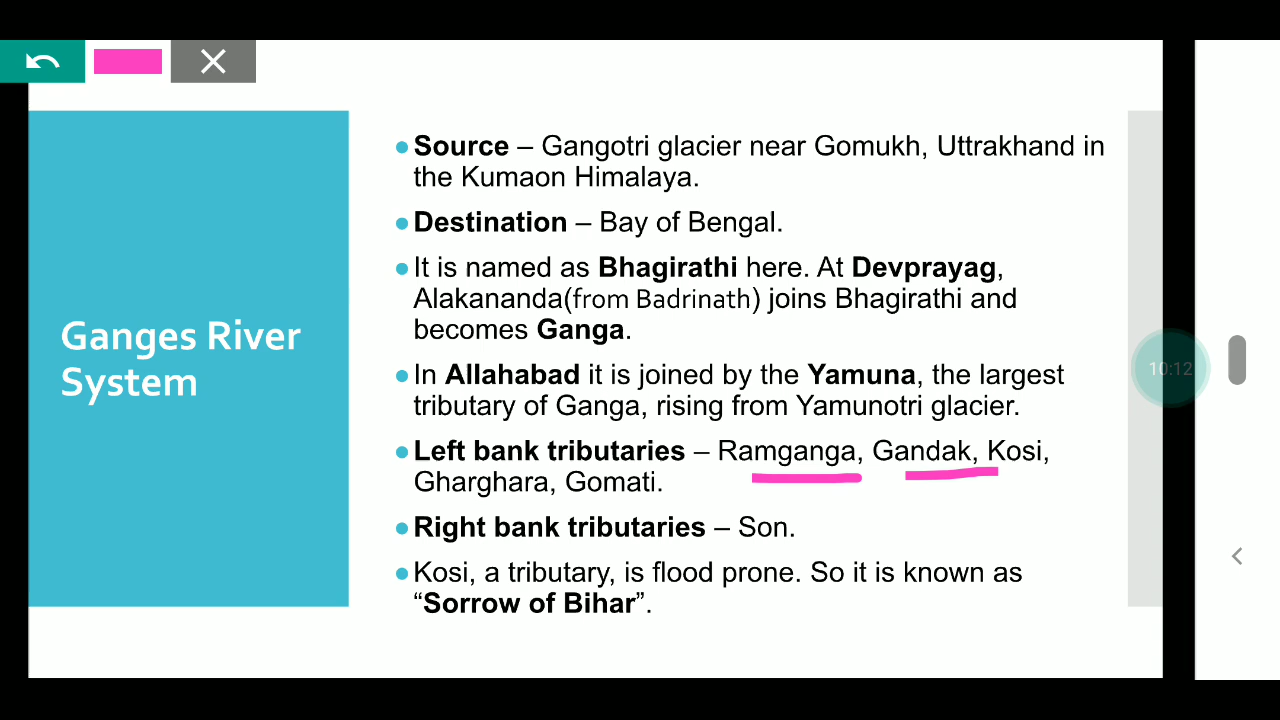 Ganges River
System
Source – Gangotri glacier near Gomukh, Uttrakhand in
the Kumaon Himalaya.
Destination – Bay of Bengal.
It is named as Bhagirathi here. At Devprayag,
Alakananda(from Badrinath) joins Bhagirathi and
becomes Ganga.
In Allahabad it is joined by the Yamuna, the largest
tributary of Ganga, rising from Yamunotri glacier.
Left bank tributaries – Ramganga, Gandak, Kosi,
Gharghara, Gomati.
Right bank tributaries – Son.
Kosi, a tributary, is flood prone. So it is known as
“Sorrow of Bihar”.
10:12